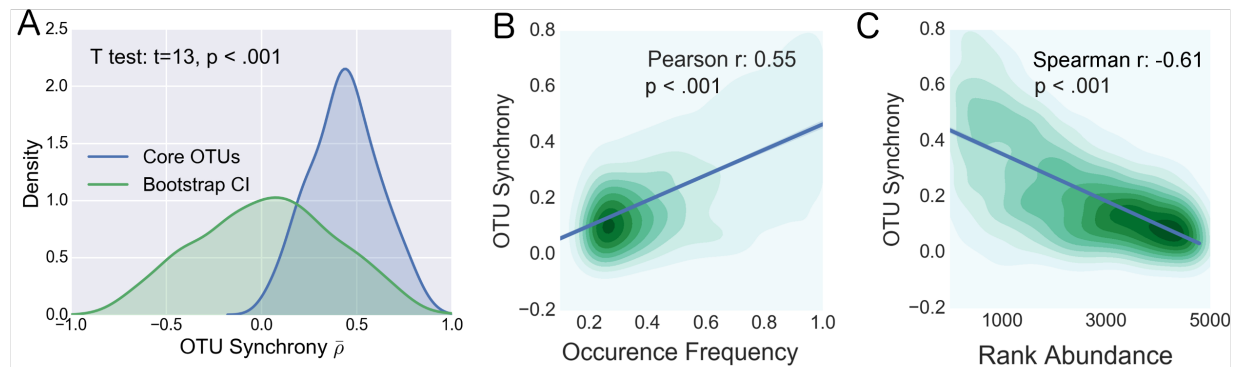 A
2.5
2.0
1.5
1.0
0.5
0.0
T test: t=13, p < .001
Core OTUs
Bootstrap CI
Density
−1.0 −0.5 0.0 0.5 1.0
OTU Synchrony ρ̄
B
0.8
0.6
0.4
0.2
0.0
−0.2
Pearson r: 0.55
p < .001
OTU Synchrony
0.2 0.4 0.6 0.8 1.0
Occurence Frequency
C
0.8
0.6
0.4
0.2
0.0
−0.2
Spearman r: -0.61
p < .001
OTU Synchrony
1000 3000 5000
Rank Abundance